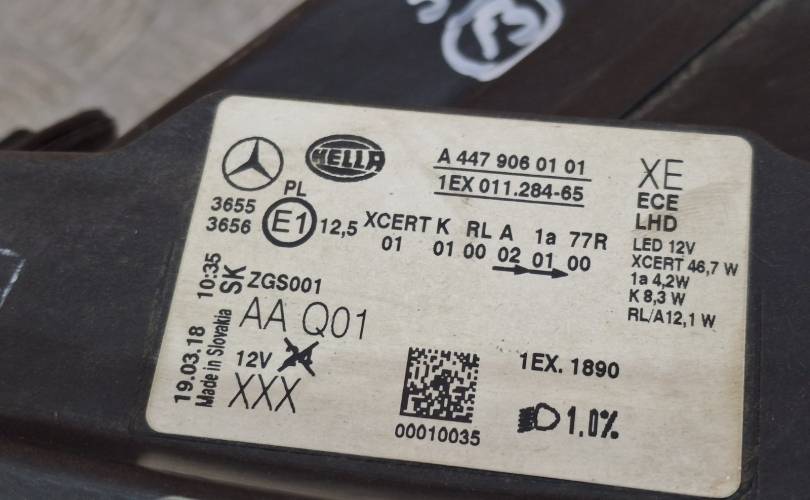 HELLA
A 447 906 01 01
1EX 011.284-65
XE
ECE
LHD
LED 12V
XCERT 46,7 W
1a 4,2W
K 8,3 W
RL/A12,1 W
PL
3655
3656
E1
12,5 XCERT K RL A 1a 77R
01 01 00 02 01 00
19.03.18 10:35
Made in Slovakia SK
ZGS001
AA Q01
12V 24
XXX
00010035
1EX. 1890
1.0%